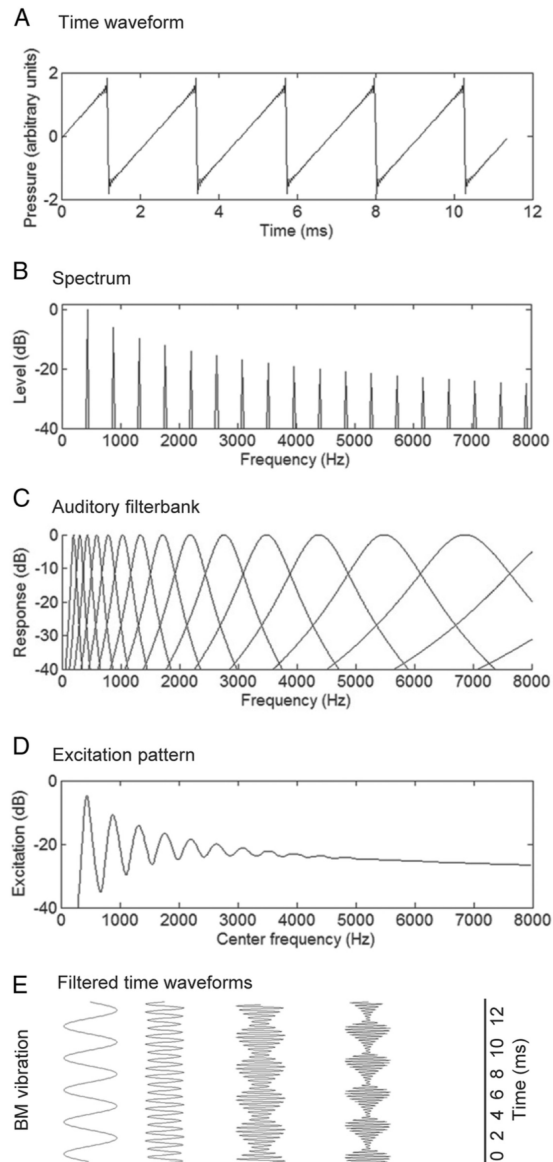 A Time waveform
Pressure (arbitrary units)
2
0
-2
0 2 4 6 8 10 12
Time (ms)
B Spectrum
Level (dB)
0
-20
-40
0 1000 2000 3000 4000 5000 6000 7000 8000
Frequency (Hz)
C Auditory filterbank
Response (dB)
0
-10
-20
-30
-40
0 1000 2000 3000 4000 5000 6000 7000 8000
Frequency (Hz)
D Excitation pattern
Excitation (dB)
0
-20
-40
0 1000 2000 3000 4000 5000 6000 7000 8000
Center frequency (Hz)
E Filtered time waveforms
BM vibration
0 2 4 6 8 10 12
Time (ms)